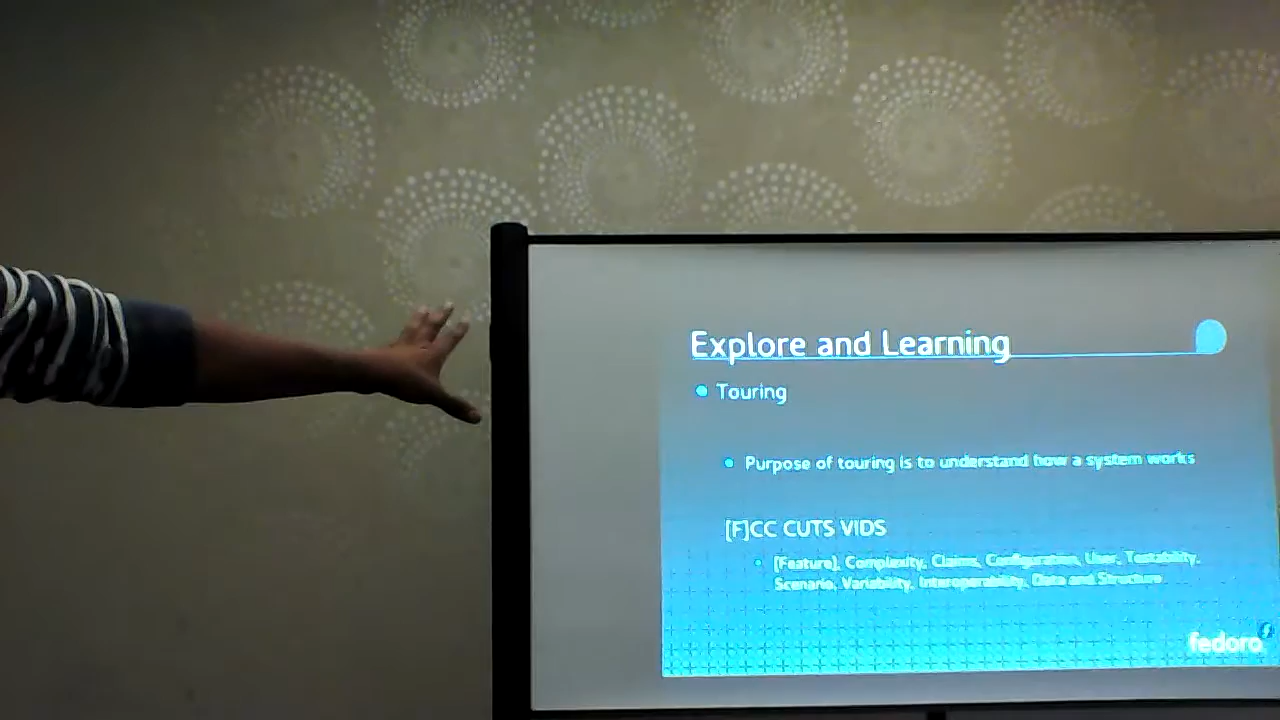 Explore and Learning
Touring
Purpose of touring is to understand how a system works
[F]CC CUTS VIDS
[Feature], Complexity, Claims, Configuration, User, Testability,
Scenario, Variability, Interoperability, Data and Structure
fedora